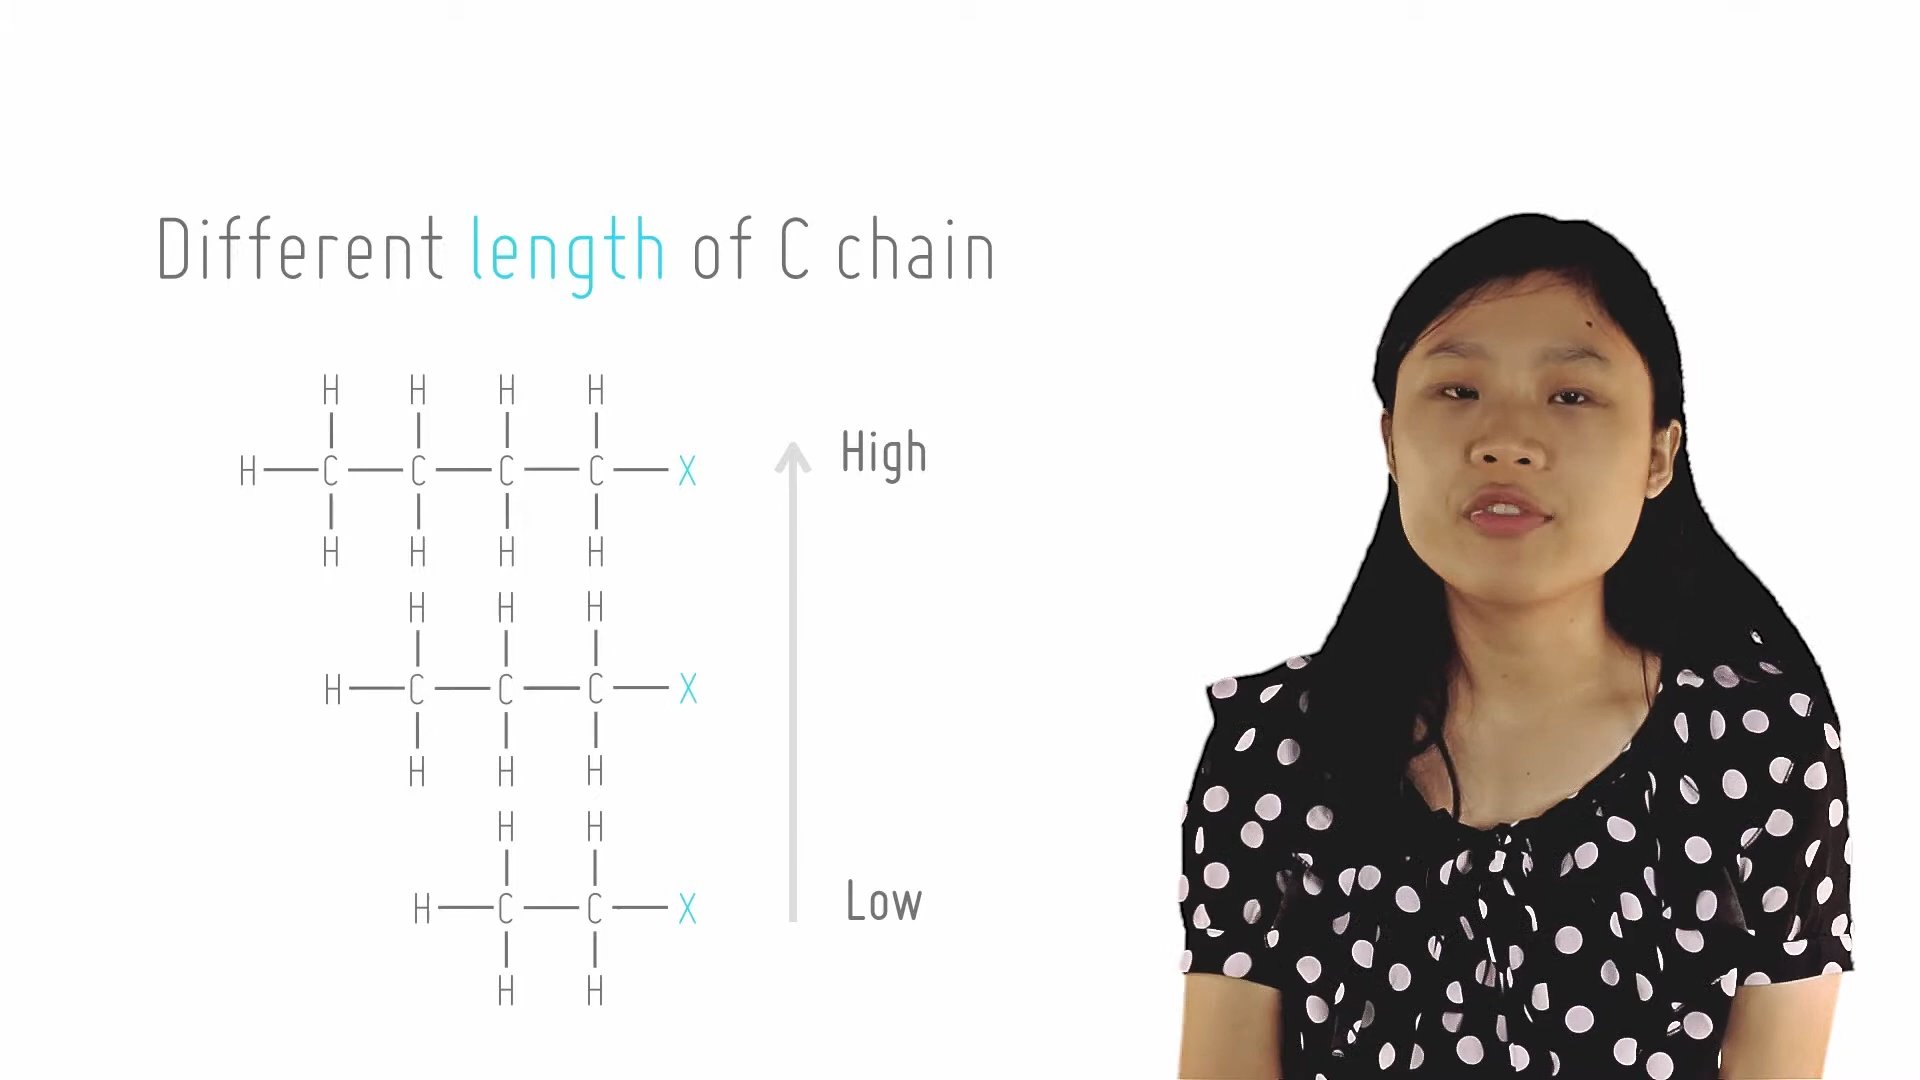 Different length of C chain
H H H H
H C C C C X
H H H H
High
H H H
H C C C X
H H H
H H
H C C X
H H
Low